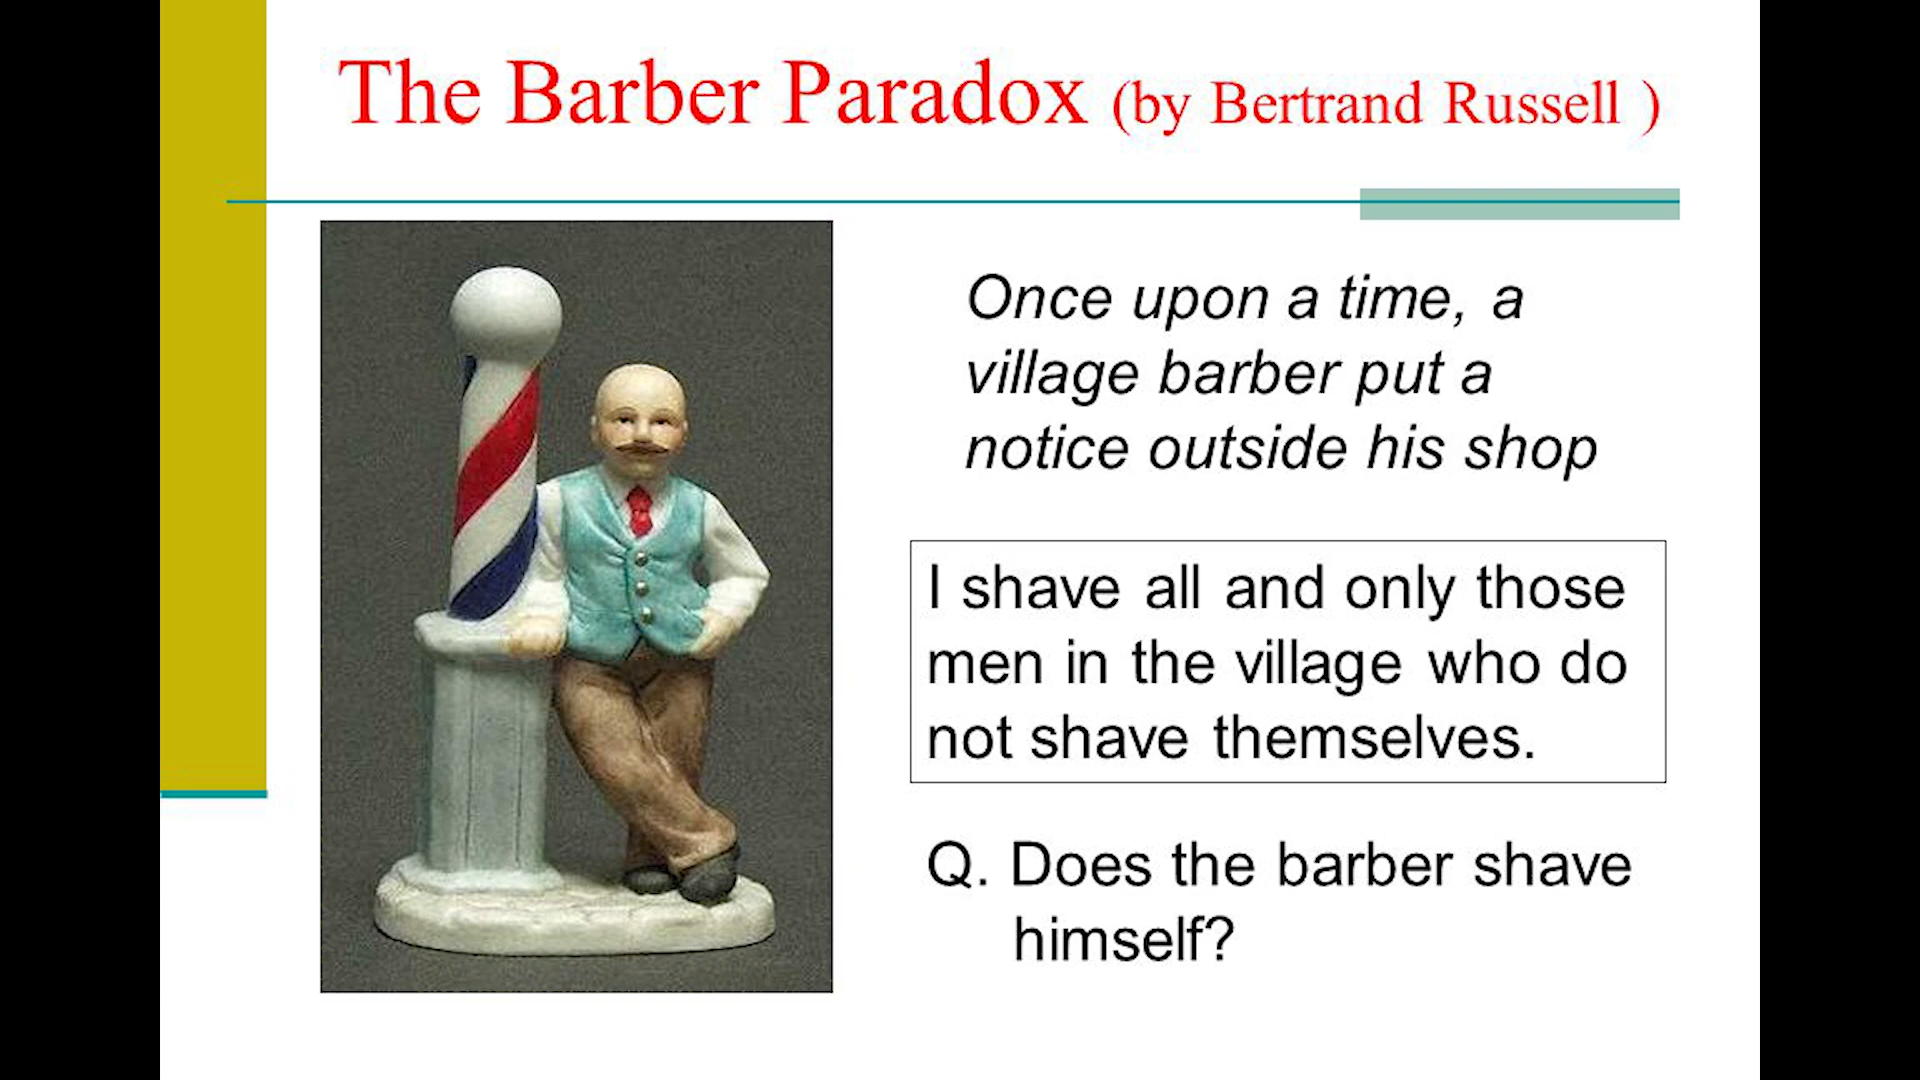 The Barber Paradox (by Bertrand Russell )
Once upon a time, a
village barber put a
notice outside his shop
I shave all and only those
men in the village who do
not shave themselves.
Q. Does the barber shave
himself?